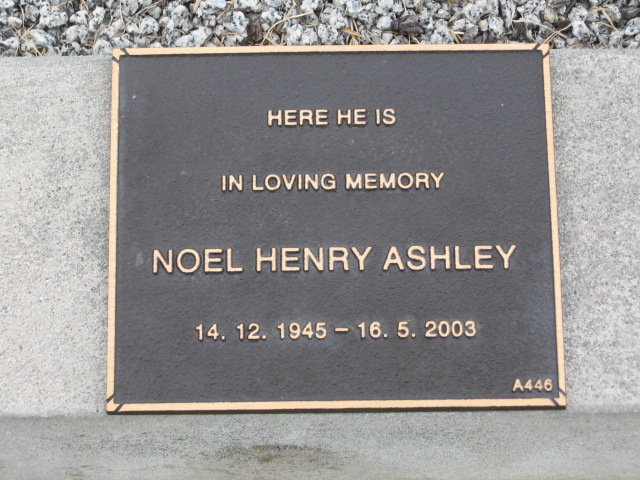 HERE HE IS
IN LOVING MEMORY
NOEL HENRY ASHLEY
14. 12. 1945 – 16. 5. 2003
A446